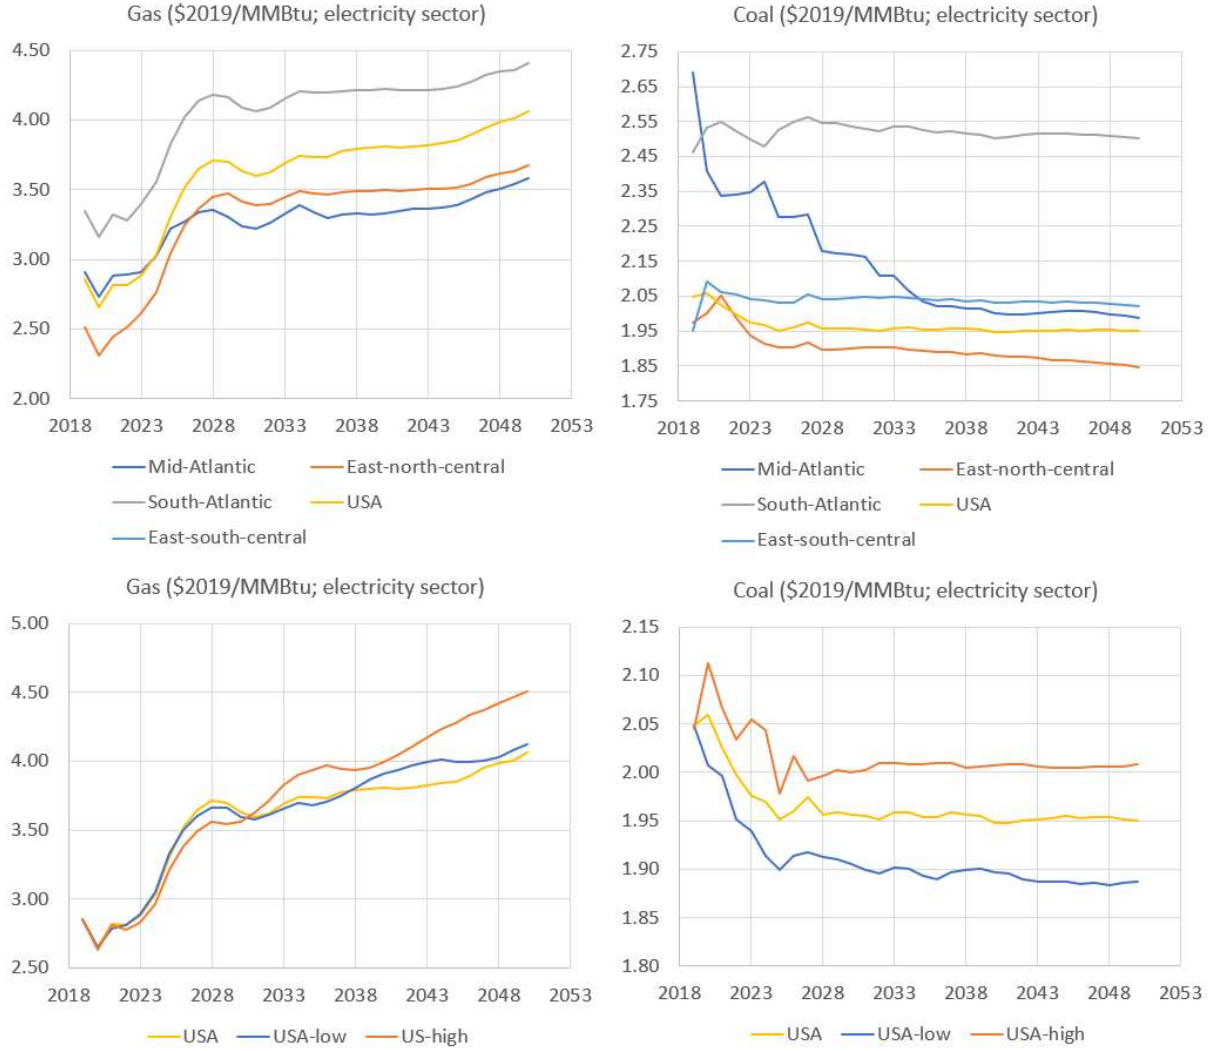 Gas ($2019/MMBtu; electricity sector)
4.50
4.00
3.50
3.00
2.50
2.00
2018 2023 2028 2033 2038 2043 2048 2053
Mid-Atlantic East-north-central
South-Atlantic USA
East-south-central
Coal ($2019/MMBtu; electricity sector)
2.75
2.65
2.55
2.45
2.35
2.25
2.15
2.05
1.95
1.85
1.75
2018 2023 2028 2033 2038 2043 2048 2053
Mid-Atlantic East-north-central
South-Atlantic USA
East-south-central
Gas ($2019/MMBtu; electricity sector)
5.00
4.50
4.00
3.50
3.00
2.50
2018 2023 2028 2033 2038 2043 2048 2053
USA USA-low US-high
Coal ($2019/MMBtu; electricity sector)
2.15
2.10
2.05
2.00
1.95
1.90
1.85
1.80
2018 2023 2028 2033 2038 2043 2048 2053
USA USA-low USA-high